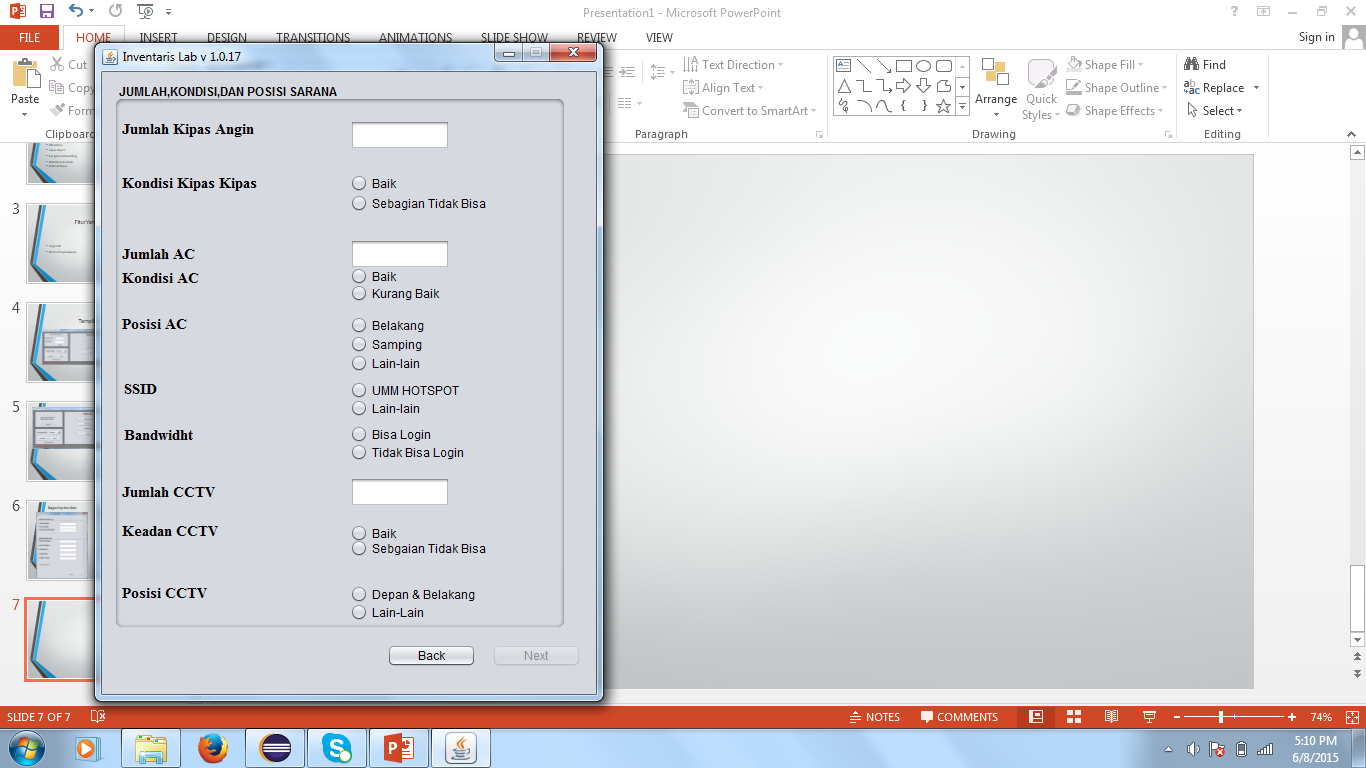 Presentation1 - Microsoft PowerPoint
FILE HOME INSERT DESIGN TRANSITIONS ANIMATIONS SLIDE SHOW REVIEW VIEW Sign in
Cut
Copy
Paste
Clipboard
Text Direction
Align Text
Convert to SmartArt
Paragraph
Arrange
Quick Styles
Shape Fill
Shape Outline
Shape Effects
Drawing
Find
Replace
Select
Editing
Inventaris Lab v 1.0.17
JUMLAH,KONDISI,DAN POSISI SARANA
Jumlah Kipas Angin
Kondisi Kipas Kipas
Baik
Sebagian Tidak Bisa
Jumlah AC
Kondisi AC
Baik
Kurang Baik
Posisi AC
Belakang
Samping
Lain-lain
SSID
UMM HOTSPOT
Lain-lain
Bandwidht
Bisa Login
Tidak Bisa Login
Jumlah CCTV
Keadan CCTV
Baik
Sebgaian Tidak Bisa
Posisi CCTV
Depan & Belakang
Lain-Lain
Back Next
3
4
5
6
7
SLIDE 7 OF 7 NOTES COMMENTS 74%
5:10 PM
6/8/2015